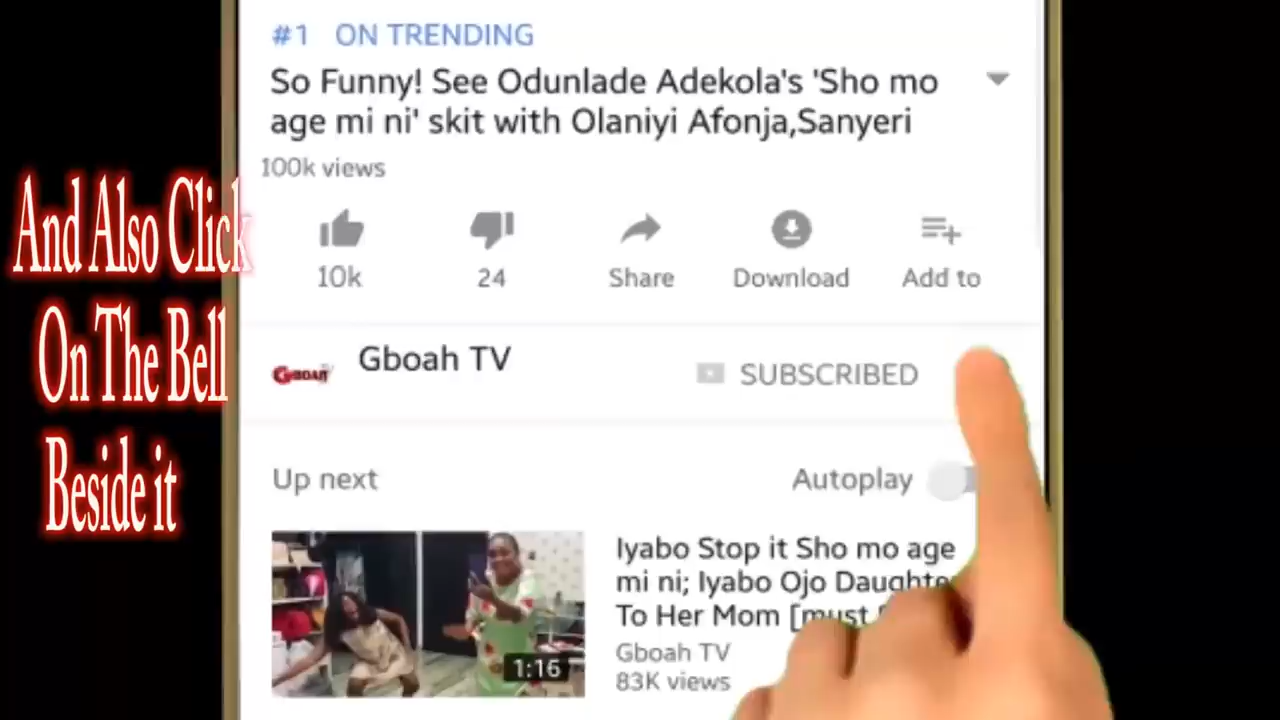 #1 ON TRENDING
So Funny! See Odunlade Adekola's 'Sho mo
age mi ni' skit with Olaniyi Afonja,Sanyeri
100k views
10k
24
Share
Download
Add to
And Also Click
On The Bell
Beside it
GBOAH TV
Gboah TV
SUBSCRIBED
Up next
Autoplay
1:16
Iyabo Stop it Sho mo age
mi ni; Iyabo Ojo Daughter
To Her Mom [must
Gboah TV
83K views